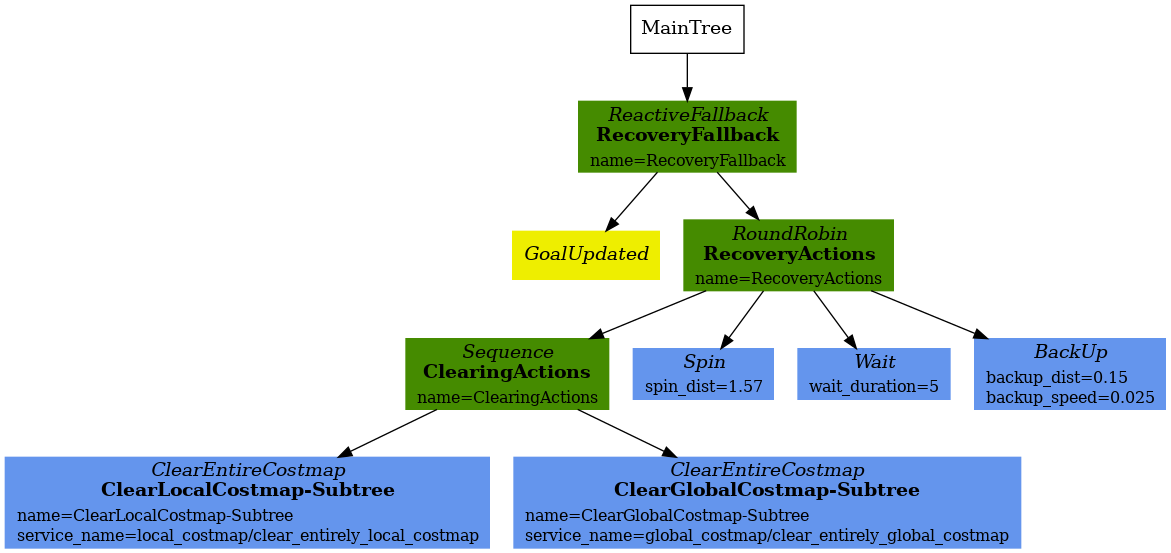 MainTree
ReactiveFallback
RecoveryFallback
name=RecoveryFallback
GoalUpdated
RoundRobin
RecoveryActions
name=RecoveryActions
Sequence
ClearingActions
name=ClearingActions
Spin
spin_dist=1.57
Wait
wait_duration=5
BackUp
backup_dist=0.15
backup_speed=0.025
ClearEntireCostmap
ClearLocalCostmap-Subtree
name=ClearLocalCostmap-Subtree
service_name=local_costmap/clear_entirely_local_costmap
ClearEntireCostmap
ClearGlobalCostmap-Subtree
name=ClearGlobalCostmap-Subtree
service_name=global_costmap/clear_entirely_global_costmap